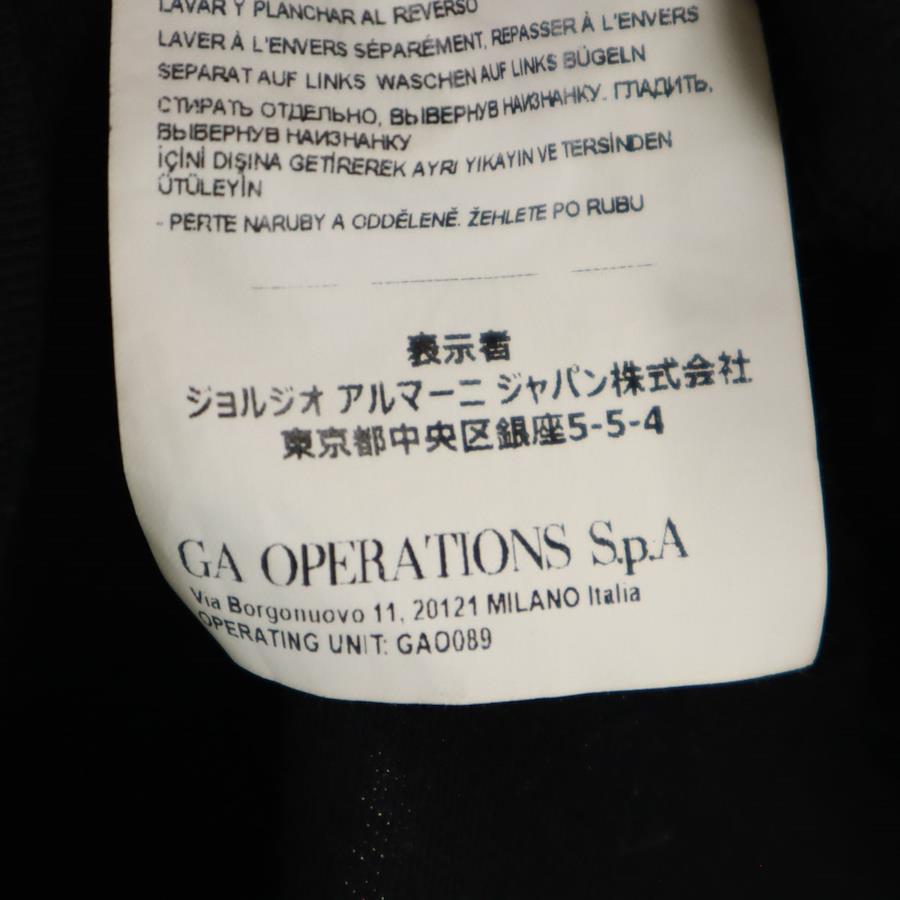 LAVAR Y PLANCHAR AL REVERSO
LAVER À L'ENVERS SÉPARÉMENT, REPASSER À L'ENVERS
SEPARAT AUF LINKS WASCHEN AUF LINKS BÜGELN
СТИРАТЬ ОТДЕЛЬНО, ВЫВЕРНУВ НАИЗНАНКУ. ГЛАДИТЬ,
ВЫВЕРНУВ НАИЗНАНКУ
İÇİNİ DIŞINA GETİREREK AYRI YIKAYIN VE TERSİNDEN
ÜTÜLEYİN
- PERTE NARUBY A ODDĚLENĚ. ŽEHLETE PO RUBU
表示者
ジョルジオ アルマーニ ジャパン株式会社
東京都中央区銀座5-5-4
GA OPERATIONS S.p.A
Via Borgonuovo 11, 20121 MILANO Italia
OPERATING UNIT: GAO089